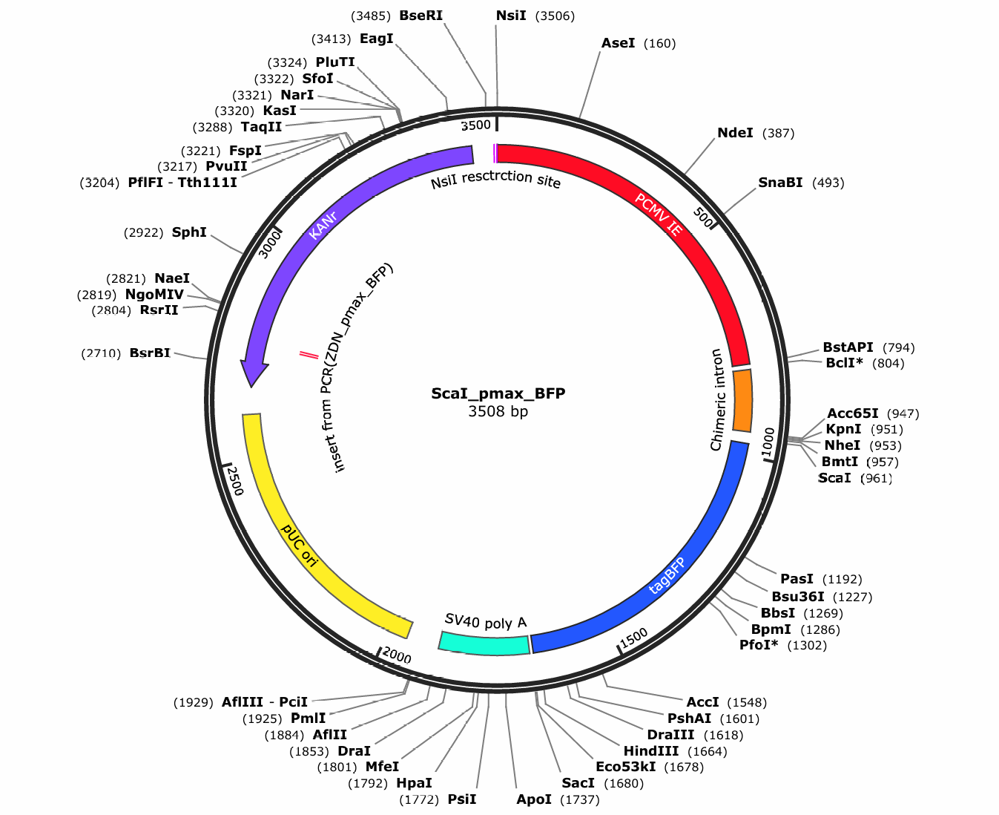 (3485) BseRI
NsiI (3506)
(3413) EagI
AseI (160)
(3324) PluTI
(3322) SfoI
(3321) NarI
(3320) KasI
(3288) TaqII
(3221) FspI
(3217) PvuII
(3204) PflFI - Tth111I
NdeI (387)
SnaBI (493)
(2922) SphI
(2821) NaeI
(2819) NgoMIV
(2804) RsrII
(2710) BsrBI
BstAPI (794)
BclI* (804)
Acc65I (947)
KpnI (951)
NheI (953)
BmtI (957)
ScaI (961)
PasI (1192)
Bsu36I (1227)
BbsI (1269)
BpmI (1286)
PfoI* (1302)
(1929) AflIII - PciI
AccI (1548)
(1925) PmlI
PshAI (1601)
(1884) AflII
DraIII (1618)
(1853) DraI
HindIII (1664)
(1801) MfeI
Eco53kI (1678)
(1792) HpaI
SacI (1680)
(1772) PsiI
ApoI (1737)
3500
500
1000
1500
2000
2500
3000
NsiI resctrction site
PCMV IE
Chimeric intron
tagBFP
SV40 poly A
pUC ori
KANr
insert from PCR(ZDN_pmax_BFP)
ScaI_pmax_BFP
3508 bp